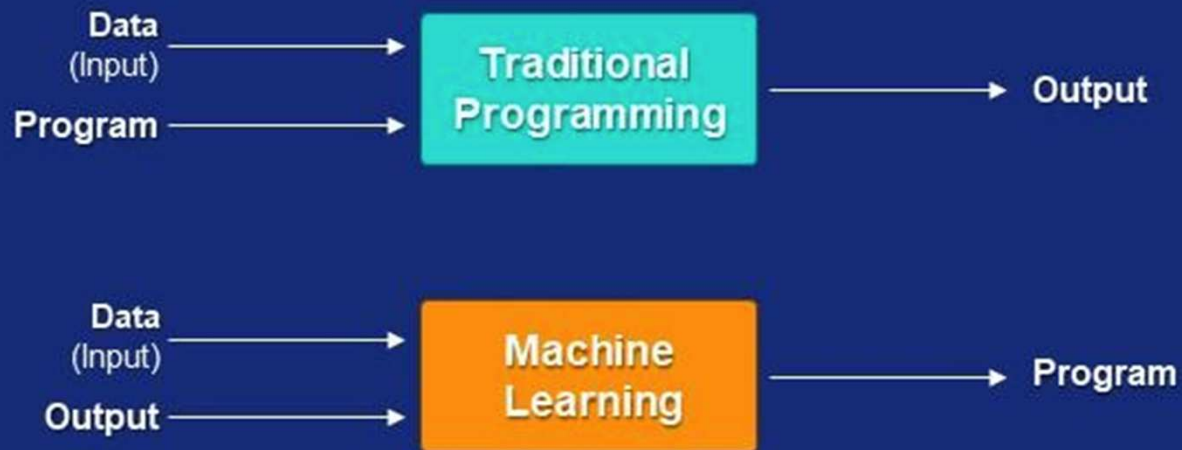 Data
(Input)
Program
Traditional
Programming
Output
Data
(Input)
Output
Machine
Learning
Program